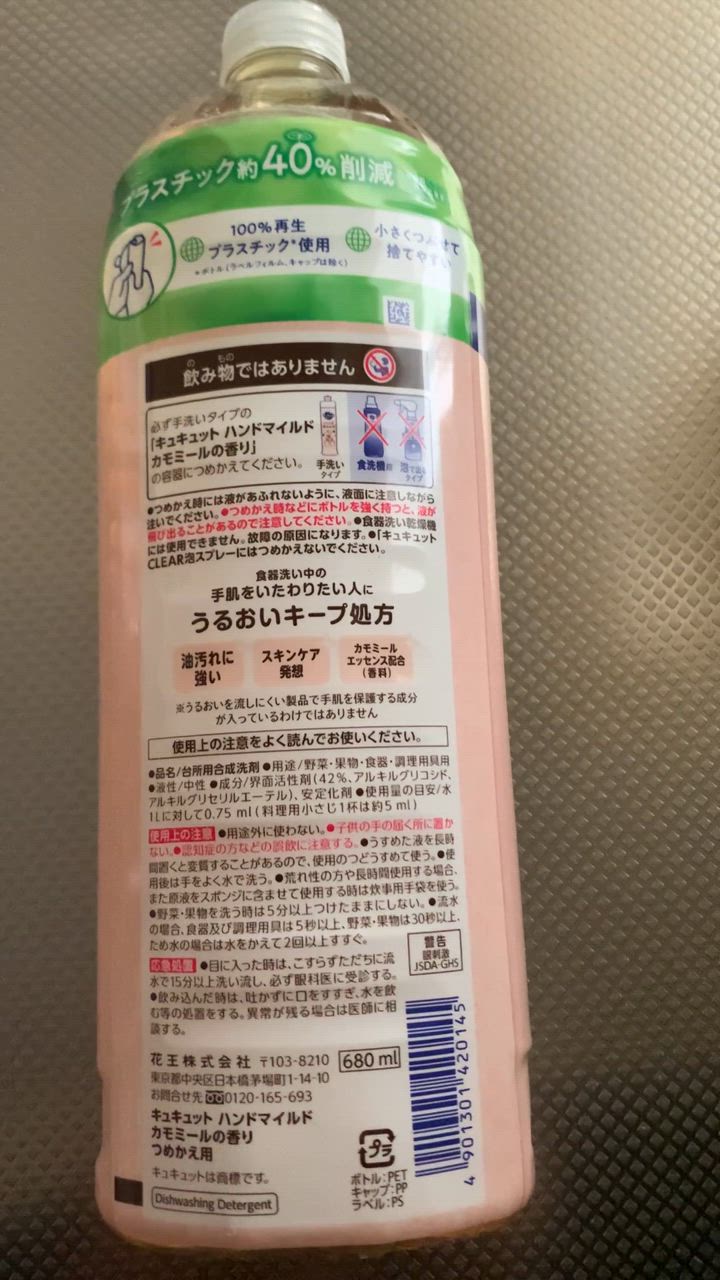 プラスチック約40%削減
100%再生
プラスチック*使用
*ボトル(ラベルフィルム、キャップは除く)
小さくつぶせて
捨てやすい
のもの
飲み物ではありません
必ず手洗いタイプの
「キュキュット ハンドマイルド
カモミールの香り」
の容器につめかえてください。
手洗い
タイプ
食洗機用
泡で出る
タイプ
●つめかえ時には液があふれないように、液面に注意しながら
注いでください。●つめかえ時などにボトルを強く持つと、液が
飛び出ることがあるので注意してください。●食器洗い乾燥機
には使用できません。故障の原因になります。●「キュキュット
CLEAR泡スプレーにはつめかえないでください。
食器洗い中の
手肌をいたわりたい人に
うるおいキープ処方
油汚れに
強い
スキンケア
発想
カモミール
エッセンス配合
(香料)
※うるおいを流しにくい製品で手肌を保護する成分
が入っているわけではありません
使用上の注意をよく読んでお使いください。
●品名/台所用合成洗剤 ●用途/野菜・果物・食器・調理用具用
●液性/中性 ●成分/界面活性剤(42%、アルキルグリコシド、
アルキルグリセリルエーテル)、安定化剤 ●使用量の目安/水
1Lに対して0.75 ml(料理用小さじ1杯は約5 ml)
使用上の注意 ●用途外に使わない。●子供の手の届く所に置か
ない。●認知症の方などの誤飲に注意する。●うすめた液を長時
間置くと変質することがあるので、使用のつどうすめて使う。●使
用後は手をよく水で洗う。●荒れ性の方や長時間使用する場合、
また原液をスポンジに含ませて使用する時は炊事用手袋を使う。
●野菜・果物を洗う時は5分以上つけたままにしない。●流水
の場合、食器及び調理用具は5秒以上、野菜・果物は30秒以上、
ため水の場合は水をかえて2回以上すすぐ。
応急処置 ●目に入った時は、こすらずただちに流
水で15分以上洗い流し、必ず眼科医に受診する。
●飲み込んだ時は、吐かずに口をすすぎ、水を飲
む等の処置をする。異常が残る場合は医師に相
談する。
警告
眼刺激
JSDA-GHS
花王株式会社 〒103-8210
680 ml
東京都中央区日本橋茅場町1-14-10
お問合せ先 0120-165-693
キュキュット ハンドマイルド
カモミールの香り
つめかえ用
キュキュットは商標です。
Dishwashing Detergent
プラ
ボトル:PET
キャップ:PP
ラベル:PS
4 901301 420145